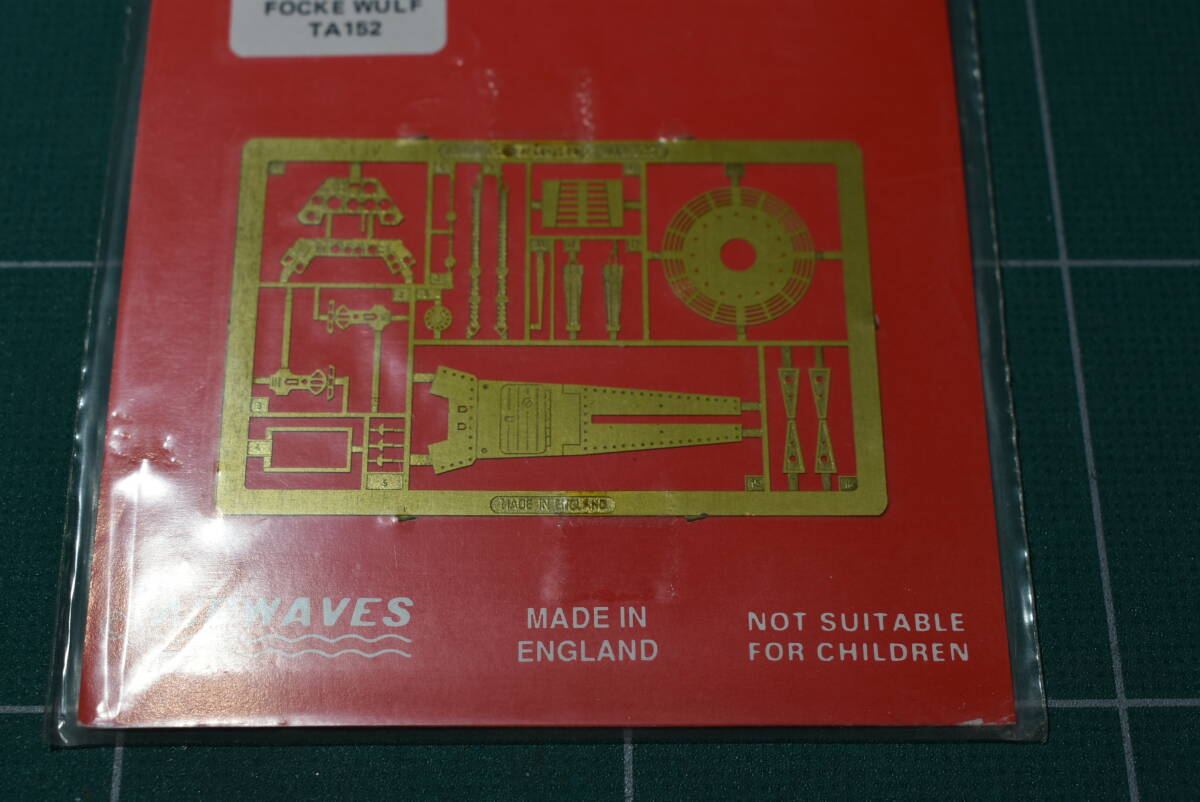 FOCKE WULF
TA152
MADE IN ENGLAND
WAVES
MADE IN
ENGLAND
NOT SUITABLE
FOR CHILDREN